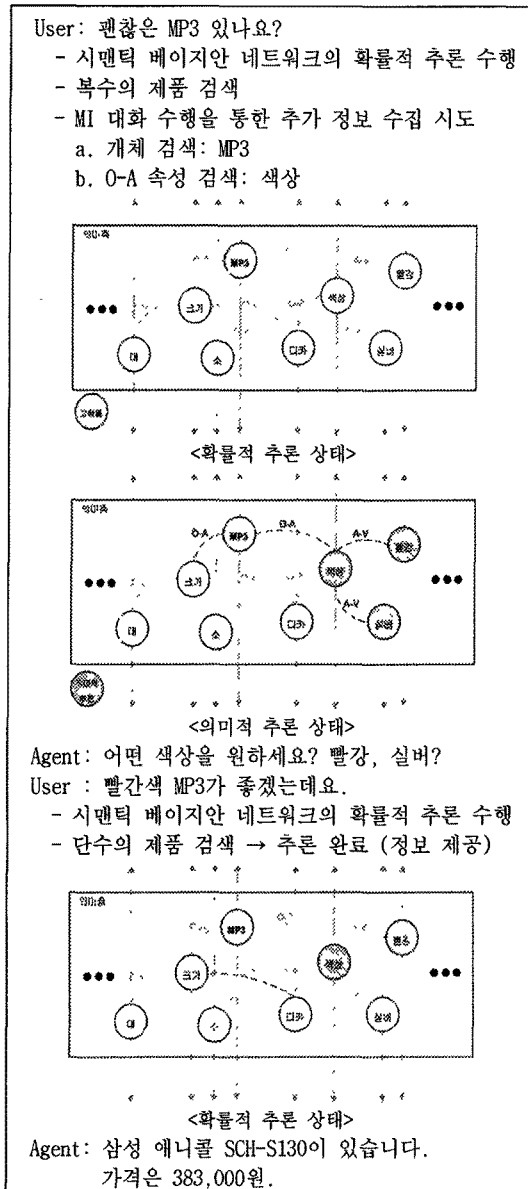 User: 괜찮은 MP3 있나요?
- 시맨틱 베이지안 네트워크의 확률적 추론 수행
- 복수의 제품 검색
- MI 대화 수행을 통한 추가 정보 수집 시도
a. 개체 검색: MP3
b. O-A 속성 검색: 색상
MP3
빨강
색상
크기
•••
•••
대
소
디카
실버
<확률적 추론 상태>
O-A
MP3
O-A
A-V
빨강
색상
크기
•••
•••
A-V
대
소
디카
실버
<의미적 추론 상태>
Agent: 어떤 색상을 원하세요? 빨강, 실버?
User : 빨간색 MP3가 좋겠는데요.
- 시맨틱 베이지안 네트워크의 확률적 추론 수행
- 단수의 제품 검색 → 추론 완료 (정보 제공)
MP3
색상
크기
•••
•••
대
디카
실버
<확률적 추론 상태>
Agent: 삼성 애니콜 SCH-S130이 있습니다.
가격은 383,000원.